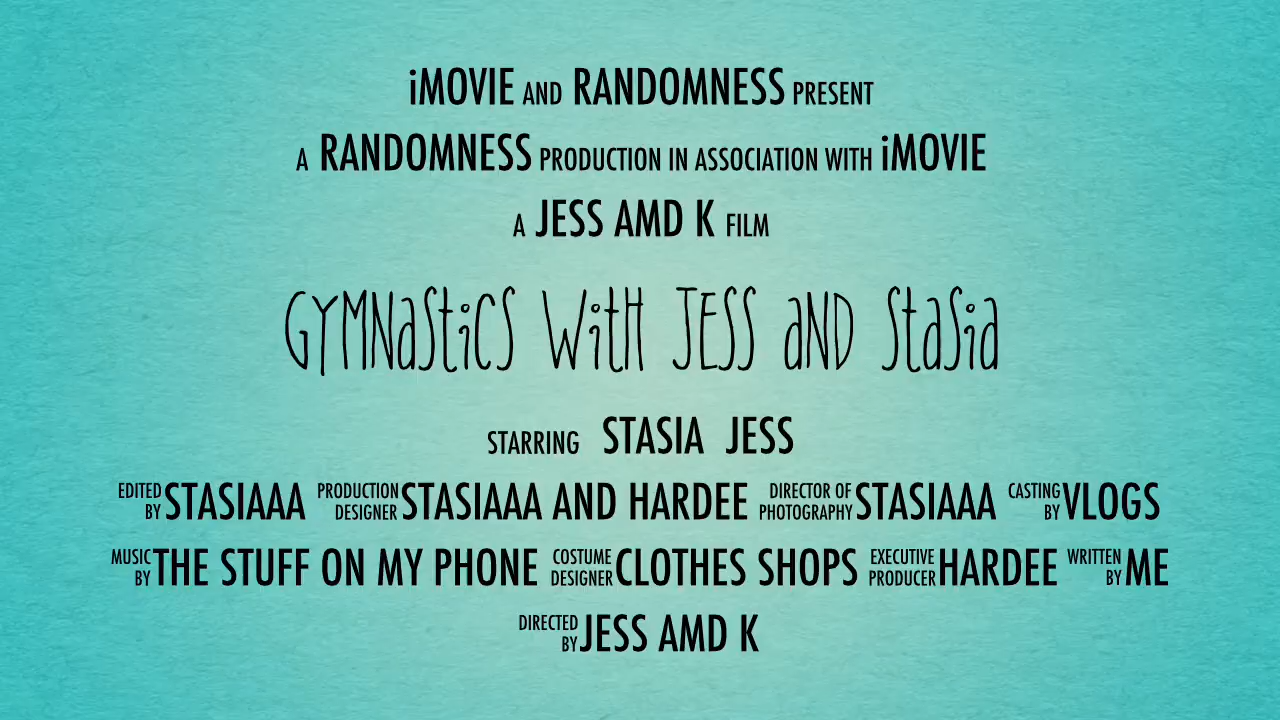 iMOVIE AND RANDOMNESS PRESENT
A RANDOMNESS PRODUCTION IN ASSOCIATION WITH iMOVIE
A JESS AMD K FILM
GYMNaStiCS WitH JESS aND StaSia
STARRING STASIA JESS
EDITED BY STASIAAA PRODUCTION DESIGNER STASIAAA AND HARDEE DIRECTOR OF PHOTOGRAPHY STASIAAA CASTING BY VLOGS
MUSIC BY THE STUFF ON MY PHONE COSTUME DESIGNER CLOTHES SHOPS EXECUTIVE PRODUCER HARDEE WRITTEN BY ME
DIRECTED BY JESS AMD K